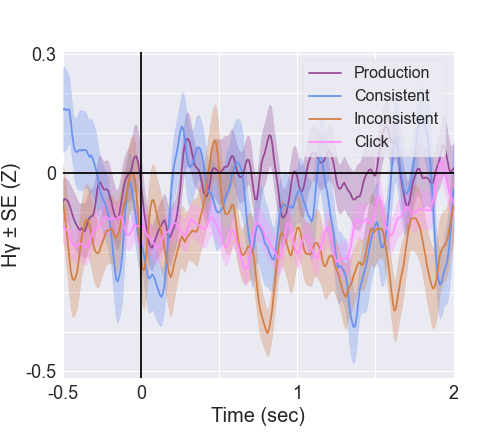 0.3
Production
Consistent
Inconsistent
Click
0
Hγ ± SE (Z)
-0.5
-0.5 0 1 2
Time (sec)